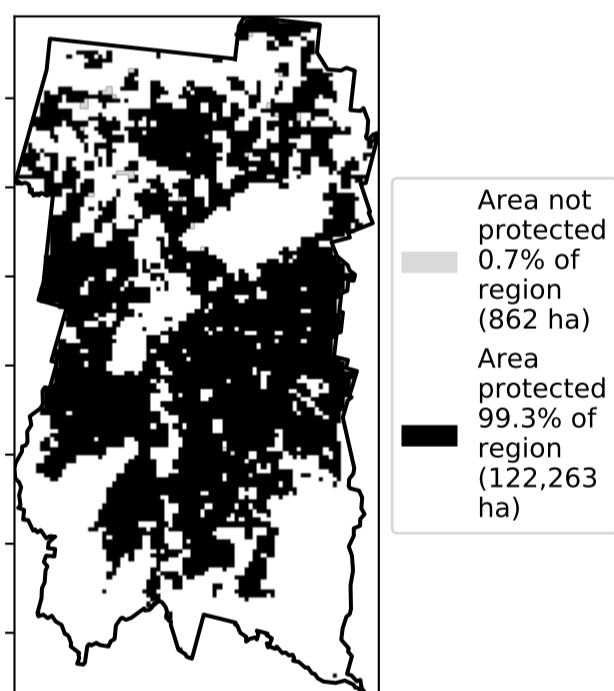 Area not
protected
0.7% of
region
(862 ha)
Area
protected
99.3% of
region
(122,263
ha)